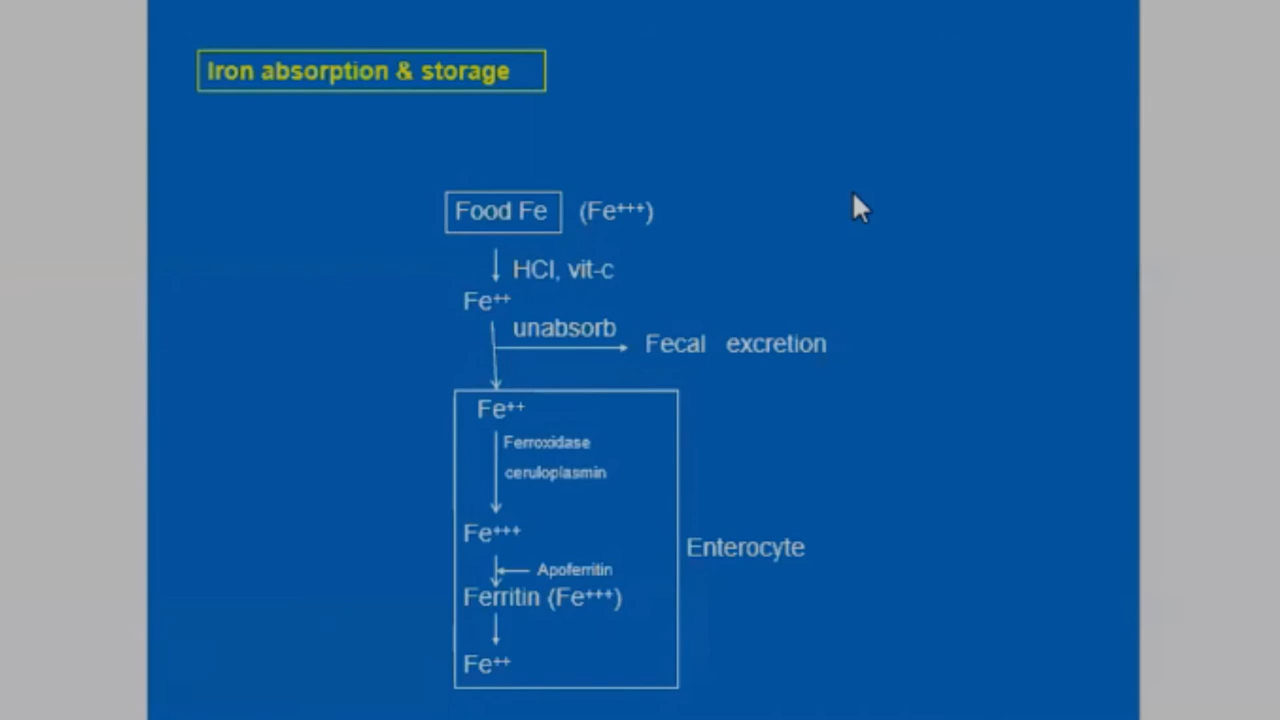 Iron absorption & storage
Food Fe (Fe⁺⁺⁺)
HCl, vit-c
Fe⁺⁺
unabsorb
Fecal excretion
Fe⁺⁺
Ferroxidase
ceruloplasmin
Fe⁺⁺⁺
Enterocyte
Apoferritin
Ferritin (Fe⁺⁺⁺)
Fe⁺⁺